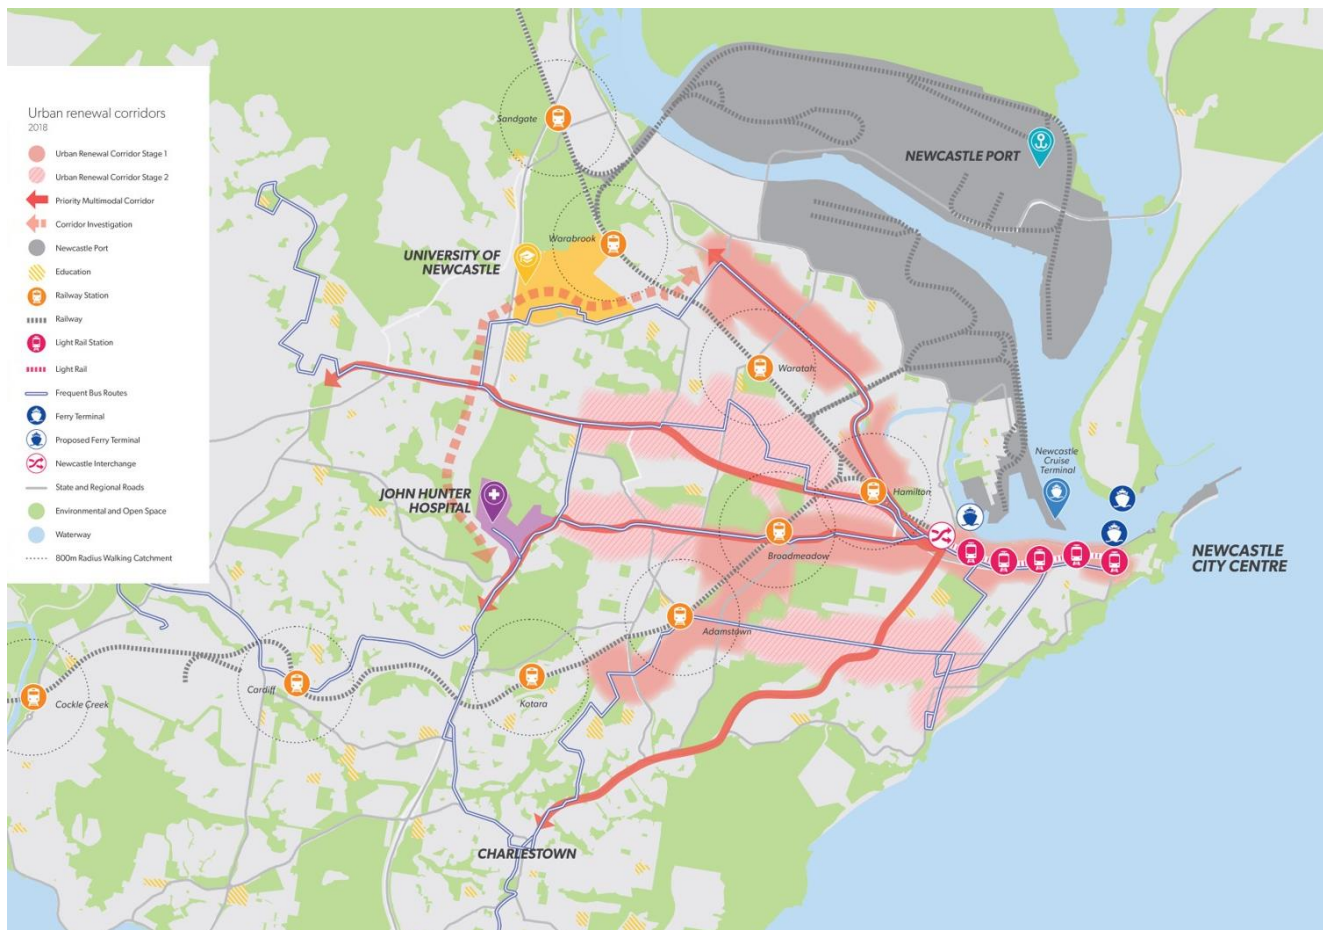 Urban renewal corridors
2018
Urban Renewal Corridor Stage 1
Urban Renewal Corridor Stage 2
Priority Multimodal Corridor
Corridor Investigation
Newcastle Port
Education
Railway Station
Railway
Light Rail Station
Light Rail
Frequent Bus Routes
Ferry Terminal
Proposed Ferry Terminal
Newcastle Interchange
State and Regional Roads
Environmental and Open Space
Waterway
800m Radius Walking Catchment
Sandgate
NEWCASTLE PORT
Warabrook
UNIVERSITY OF
NEWCASTLE
Waratah
JOHN HUNTER
HOSPITAL
Hamilton
Newcastle
Cruise
Terminal
Broadmeadow
NEWCASTLE
CITY CENTRE
Adamstown
Cockle Creek
Cardiff
Kotara
CHARLESTOWN